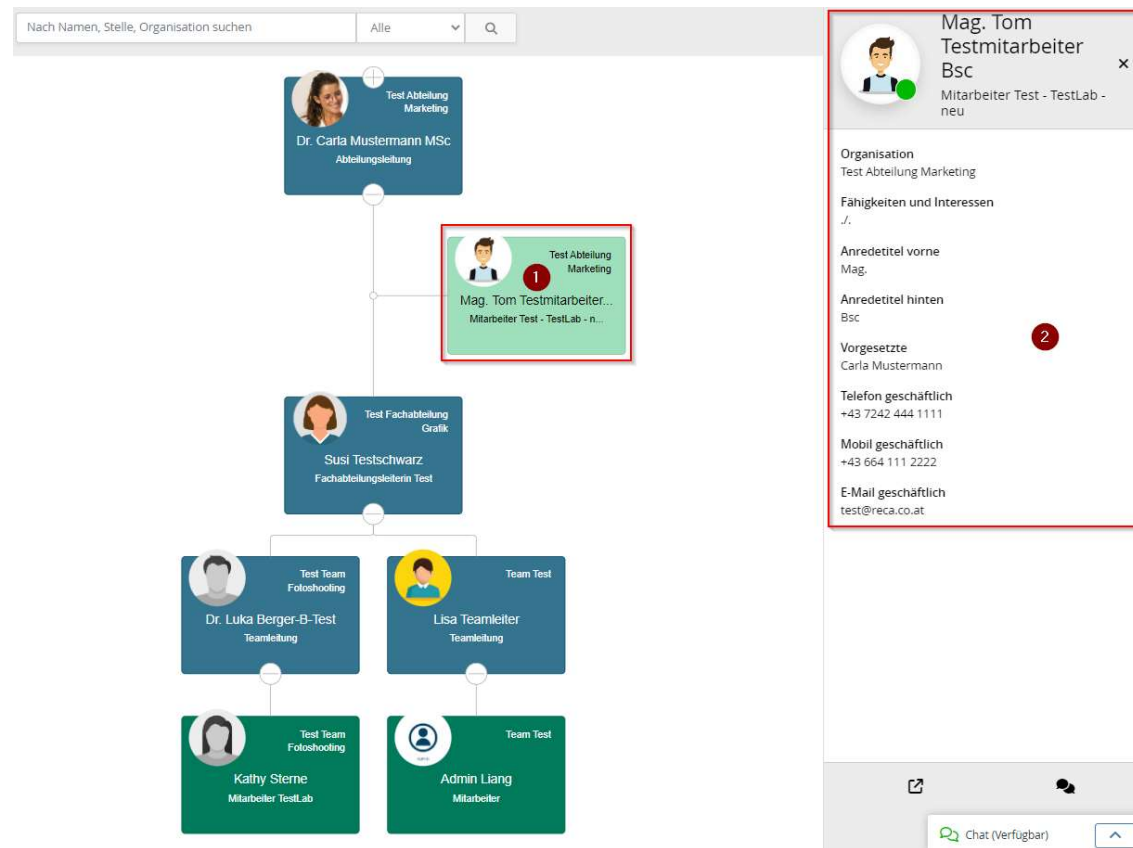 Nach Namen, Stelle, Organisation suchen
Alle
Test Abteilung
Marketing
Dr. Carla Mustermann MSc
Abteilungsleitung
Test Abteilung
Marketing
1
Mag. Tom Testmitarbeiter...
Mitarbeiter Test - TestLab - n...
Test Fachabteilung
Grafik
Susi Testschwarz
Fachabteilungsleiterin Test
Test Team
Fotoshooting
Dr. Luka Berger-B-Test
Teamleitung
Team Test
Lisa Teamleiter
Teamleitung
Test Team
Fotoshooting
Kathy Sterne
Mitarbeiter TestLab
Team Test
Admin Liang
Mitarbeiter
Mag. Tom
Testmitarbeiter
Bsc
Mitarbeiter Test - TestLab -
neu
Organisation
Test Abteilung Marketing
Fähigkeiten und Interessen
./.
Anredetitel vorne
Mag.
Anredetitel hinten
Bsc
2
Vorgesetzte
Carla Mustermann
Telefon geschäftlich
+43 7242 444 1111
Mobil geschäftlich
+43 664 111 2222
E-Mail geschäftlich
test@reca.co.at
Chat (Verfügbar)